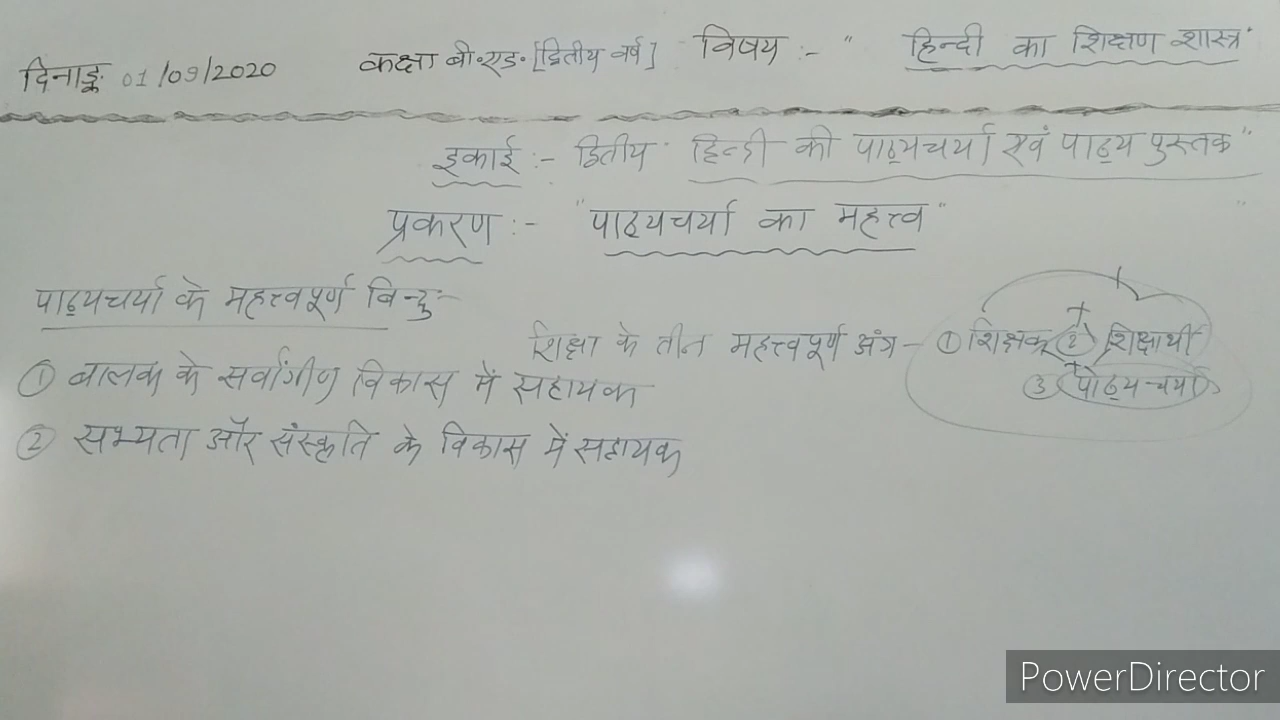 दिनाङ्क 01/09/2020 कक्षा बी॰एड॰ [द्वितीय वर्ष] विषय :- " हिन्दी का शिक्षण शास्त्र"
इकाई :- द्वितीय "हिन्दी की पाठ्यचर्या एवं पाठ्य पुस्तक"
प्रकरण :- "पाठ्यचर्या का महत्त्व"
पाठ्यचर्या के महत्त्वपूर्ण बिन्दु :-
शिक्षा के तीन महत्त्वपूर्ण अंग - ① शिक्षक ② शिक्षार्थी
③ पाठ्य-चर्या
① बालक के सर्वांगीण विकास में सहायक
② सभ्यता और संस्कृति के विकास में सहायक
PowerDirector